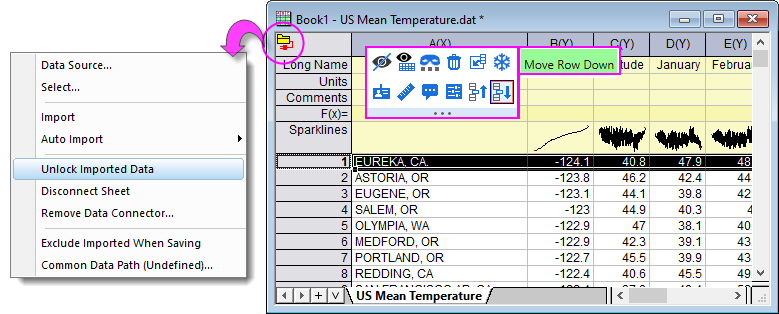 Book1 - US Mean Temperature.dat *
Data Source...
Select...
Import
Auto Import
Unlock Imported Data
Disconnect Sheet
Remove Data Connector...
Exclude Imported When Saving
Common Data Path (Undefined)...
A(X) B(Y) C(Y) D(Y) E(Y)
Long Name Move Row Down January
Units
Comments
F(x)=
Sparklines
1 EUREKA, CA. -124.1 40.8 47.9 48
2 ASTORIA, OR -123.8 46.2 42.4 44
3 EUGENE, OR -123.1 44.1 39.8 42
4 SALEM, OR -123 44.9 40.3 4
5 OLYMPIA, WA -122.9 47 38.1 40
6 MEDFORD, OR -122.9 42.3 39.1 43
7 PORTLAND, OR -122.7 45.5 39.9 43
8 REDDING, CA -122.4 40.6 45.5 49
US Mean Temperature